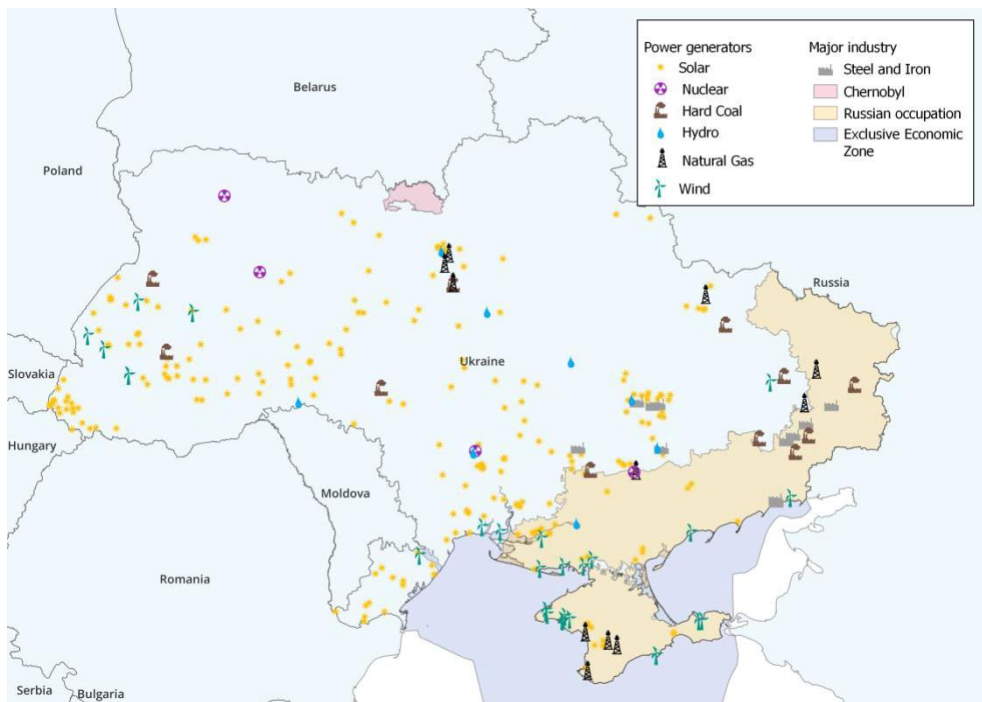 Power generators
Solar
Nuclear
Hard Coal
Hydro
Natural Gas
Wind
Major industry
Steel and Iron
Chernobyl
Russian occupation
Exclusive Economic
Zone
Belarus
Poland
Russia
Ukraine
Slovakia
Hungary
Moldova
Romania
Serbia
Bulgaria